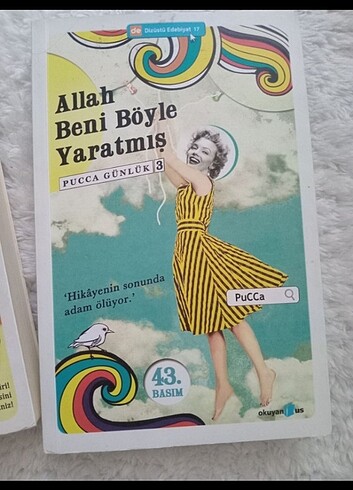 de Dizüstü Edebiyat 17
Allah
Beni Böyle
Yaratmış
PUCCA GÜNLÜK 3
'Hikâyenin sonunda
adam ölüyor.'
PuCCa
43.
BASIM
okuyan us